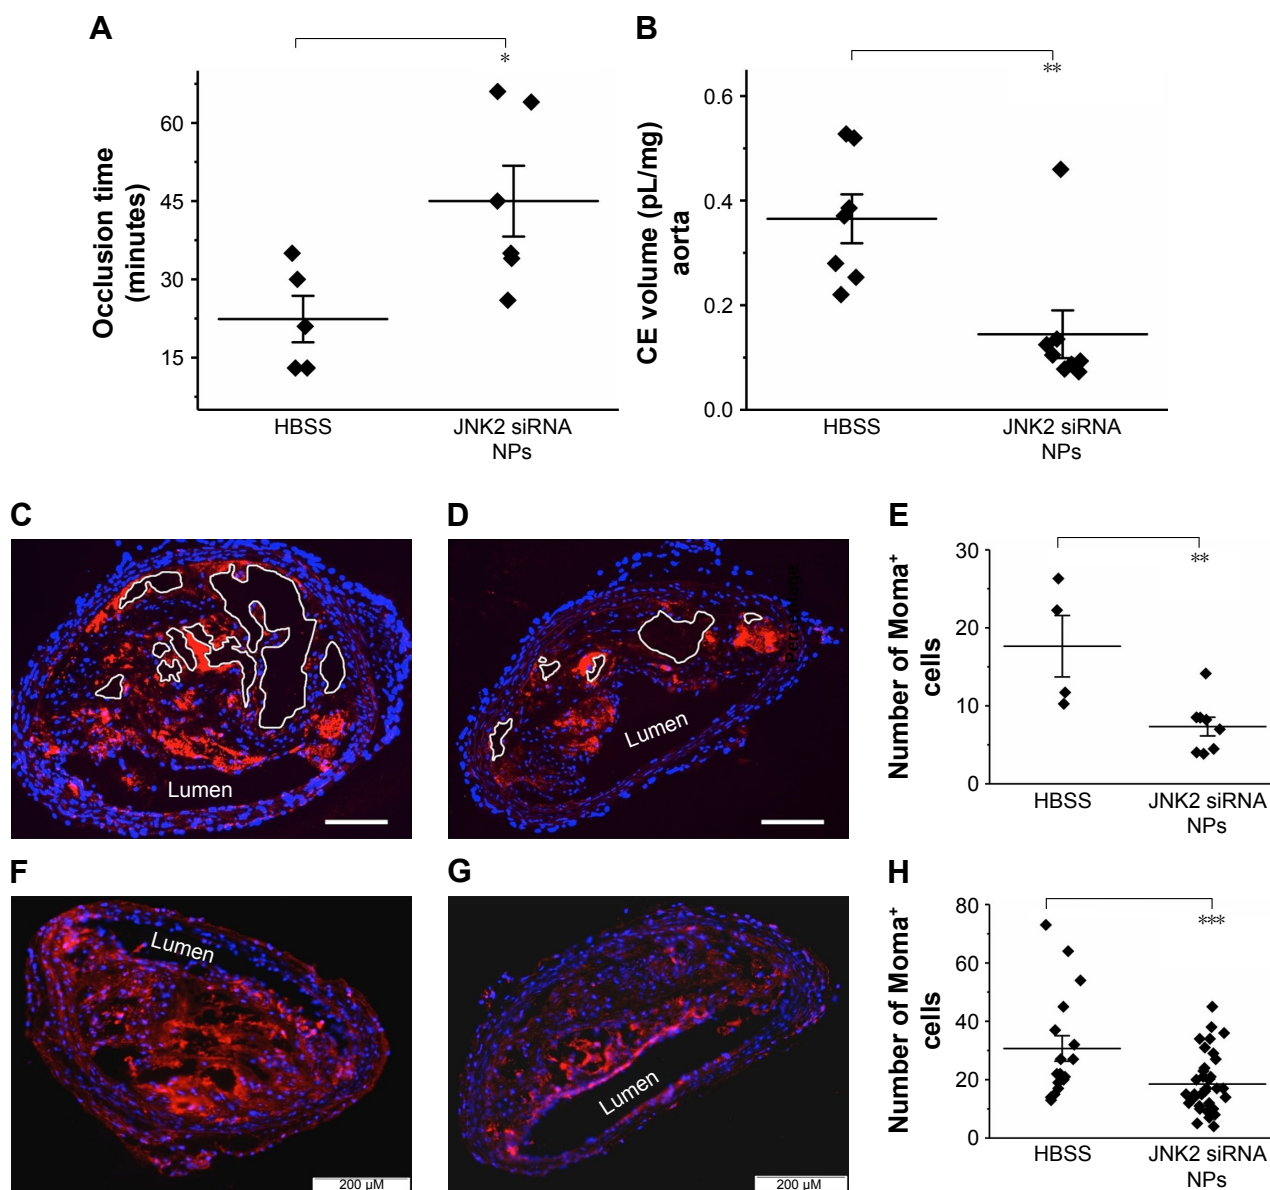 A
*
Occlusion time
(minutes)
60
45
30
15
HBSS
JNK2 siRNA
NPs
B
**
CE volume (pL/mg)
aorta
0.6
0.4
0.2
0.0
HBSS
JNK2 siRNA
NPs
C
Lumen
D
Lumen
E
**
Number of Moma⁺
cells
30
20
10
0
HBSS
JNK2 siRNA
NPs
F
Lumen
200 µM
G
Lumen
200 µM
H
***
Number of Moma⁺
cells
80
60
40
20
0
HBSS
JNK2 siRNA
NPs